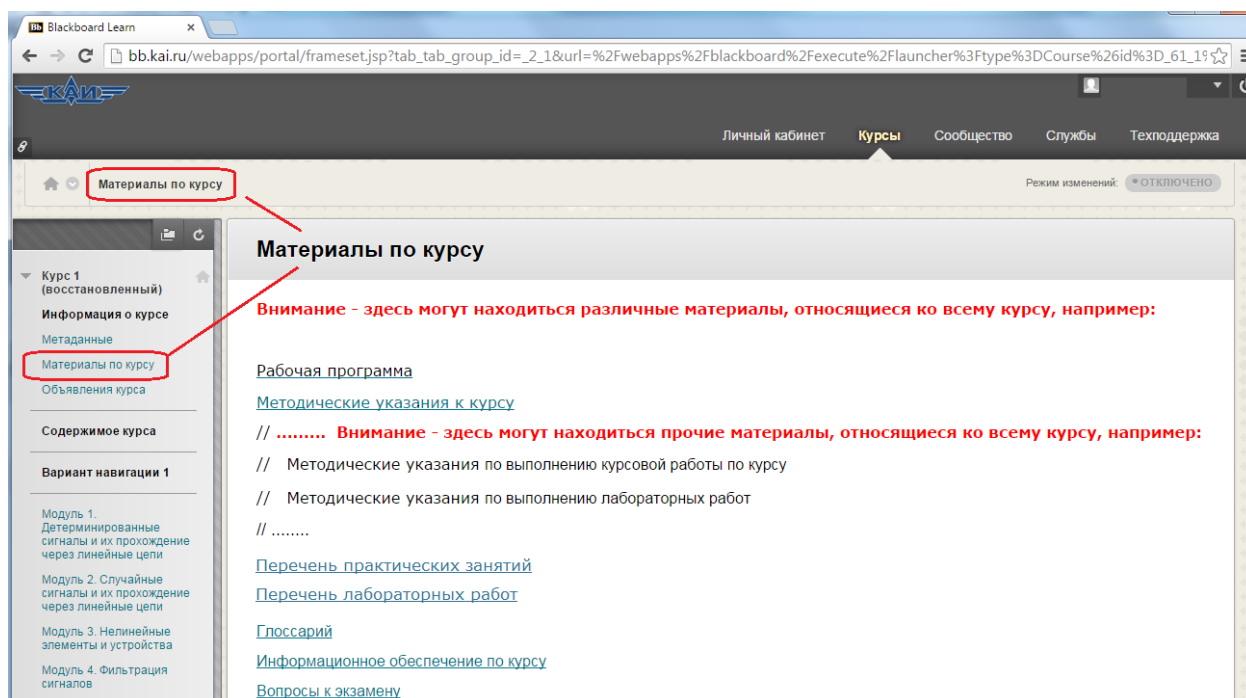 Blackboard Learn
bb.kai.ru/webapps/portal/frameset.jsp?tab_tab_group_id=_2_1&url=%2Fwebapps%2Fblackboard%2Fexecute%2Flauncher%3Ftype%3DCourse%26id%3D_61_1
КАИ
Личный кабинет Курсы Сообщество Службы Техподдержка
Материалы по курсу
Режим изменений: ОТКЛЮЧЕНО
Курс 1
(восстановленный)
Информация о курсе
Метаданные
Материалы по курсу
Объявления курса
Содержимое курса
Вариант навигации 1
Модуль 1.
Детерминированные
сигналы и их прохождение
через линейные цепи
Модуль 2. Случайные
сигналы и их прохождение
через линейные цепи
Модуль 3. Нелинейные
элементы и устройства
Модуль 4. Фильтрация
сигналов
Материалы по курсу
Внимание - здесь могут находиться различные материалы, относящиеся ко всему курсу, например:
Рабочая программа
Методические указания к курсу
// ......... Внимание - здесь могут находиться прочие материалы, относящиеся ко всему курсу, например:
// Методические указания по выполнению курсовой работы по курсу
// Методические указания по выполнению лабораторных работ
// ........
Перечень практических занятий
Перечень лабораторных работ
Глоссарий
Информационное обеспечение по курсу
Вопросы к экзамену